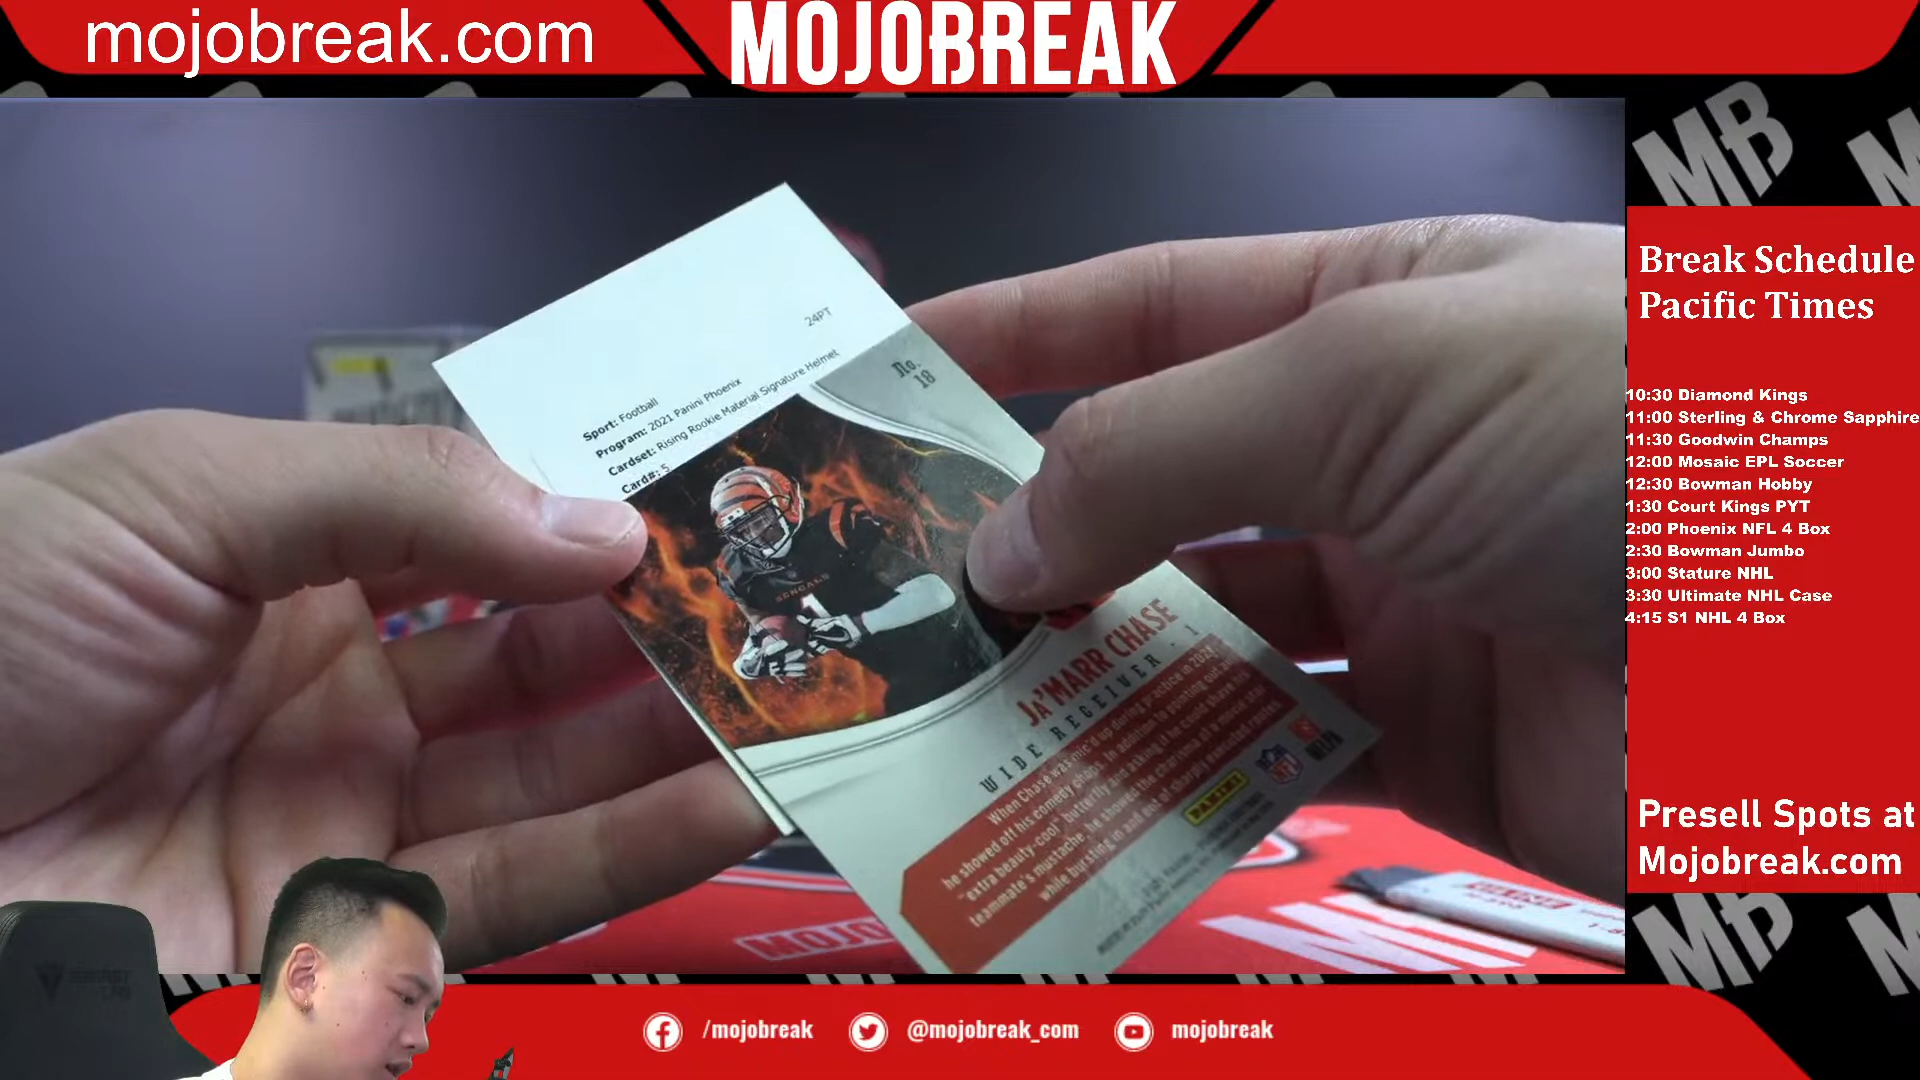 mojobreak.com
MOJOBREAK
Break Schedule
Pacific Times
10:30 Diamond Kings
11:00 Sterling & Chrome Sapphire
11:30 Goodwin Champs
12:00 Mosaic EPL Soccer
12:30 Bowman Hobby
1:30 Court Kings PYT
2:00 Phoenix NFL 4 Box
2:30 Bowman Jumbo
3:00 Stature NHL
3:30 Ultimate NHL Case
4:15 S1 NHL 4 Box
Presell Spots at
Mojobreak.com
24PT
Sport: Football
Program: 2021 Panini Phoenix
Cardset: Rising Rookie Material Signature Helmet
Card#: 5
No.
18
BENGALS
1
JA'MARR CHASE
WIDE RECEIVER - 1
When Chase was mic'd up during practice in 2021,
he showed off his comedy chops. In addition to pointing out an
"extra beauty-cool" butterfly and asking if he could shave his
teammate's mustache, he showed the charisma of a movie star
while bursting in and out of sharply executed routes.
PANINI
NFL
MOJO
MB
/mojobreak
@mojobreak_com
mojobreak